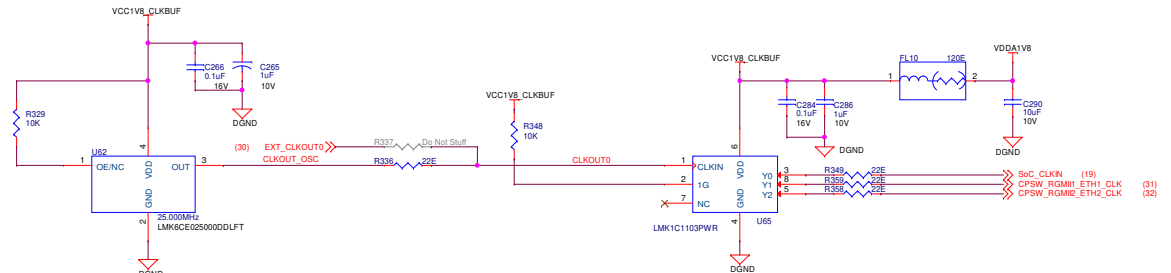 VCC1V8_CLKBUF
C266
0.1uF
16V
C265
1uF
10V
DGND
R329
10K
U62
1
OE/NC
VDD
4
OUT
3
GND
2
25.000MHz
LMK6CE025000DDLFT
DGND
(30)
EXT_CLKOUT0
R337
Do Not Stuff
CLKOUT_OSC
R336
22E
VCC1V8_CLKBUF
R348
10K
CLKOUT0
VCC1V8_CLKBUF
C284
0.1uF
16V
C286
1uF
10V
DGND
FL10
120E
1
2
VDDA1V8
C290
10uF
10V
DGND
6
VDD
1
CLKIN
2
1G
7
NC
GND
4
Y0
3
Y1
8
Y2
5
LMK1C1103PWR
U65
DGND
R349
22E
SoC_CLKIN
(19)
R359
22E
CPSW_RGMII1_ETH1_CLK
(31)
R358
22E
CPSW_RGMII2_ETH2_CLK
(32)